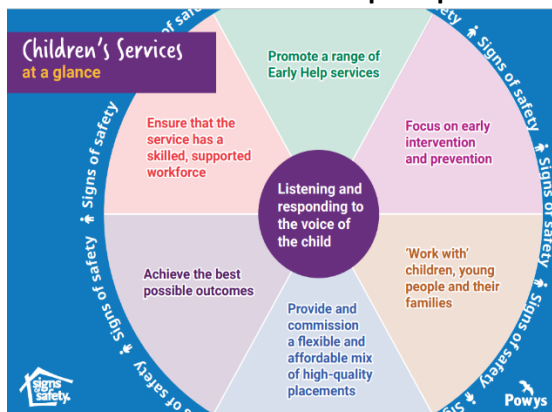 Children's Services
at a glance
Promote a range of
Early Help services
Focus on early
intervention
and prevention
'Work with'
children, young
people and their
families
Provide and
commission
a flexible and
affordable mix
of high-quality
placements
Achieve the best
possible outcomes
Ensure that the
service has a
skilled, supported
workforce
Listening and
responding to
the voice of
the child
Signs of safety
Signs of safety
Signs of safety
Signs of safety
Signs of safety
Signs of safety
signs
of
safety
Powys